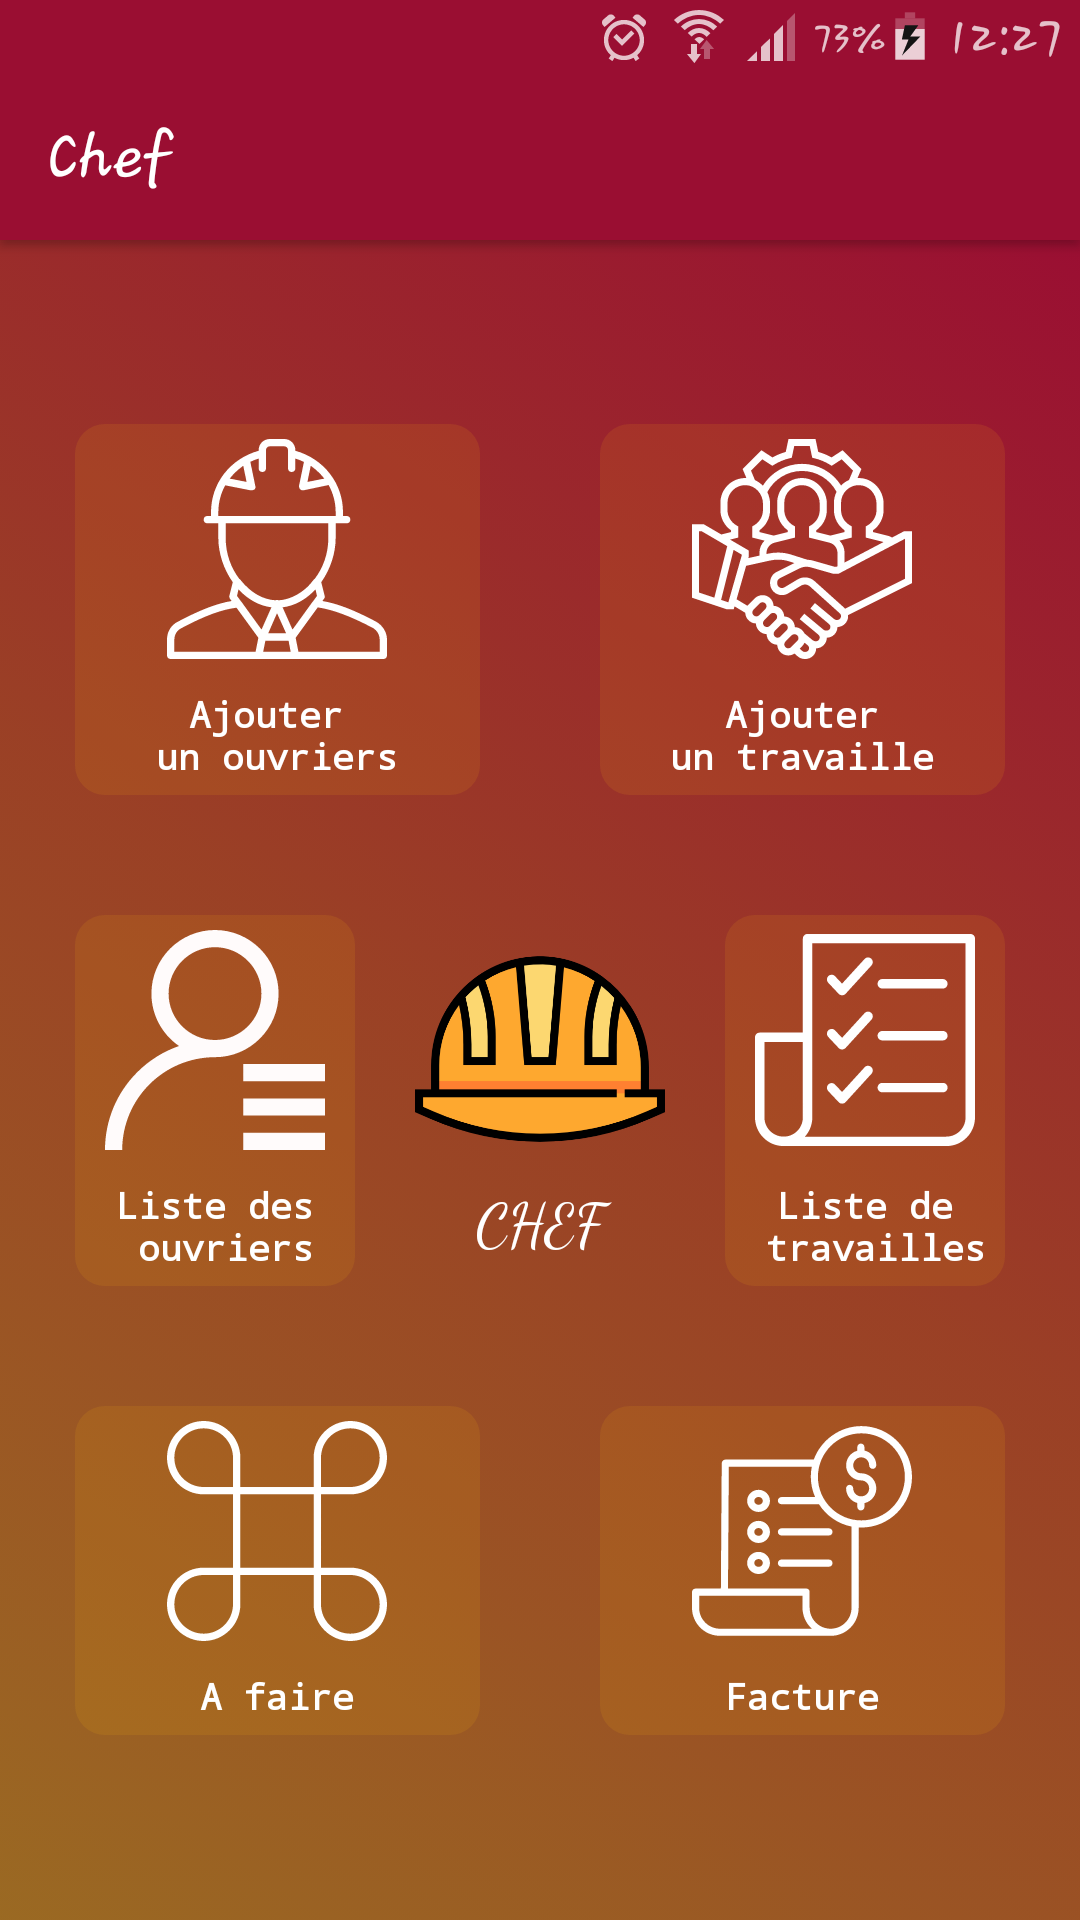 73% 12:27
Chef
Ajouter
un ouvriers
Ajouter
un travaille
Liste des
ouvriers
CHEF
Liste de
travailles
$
A faire
Facture